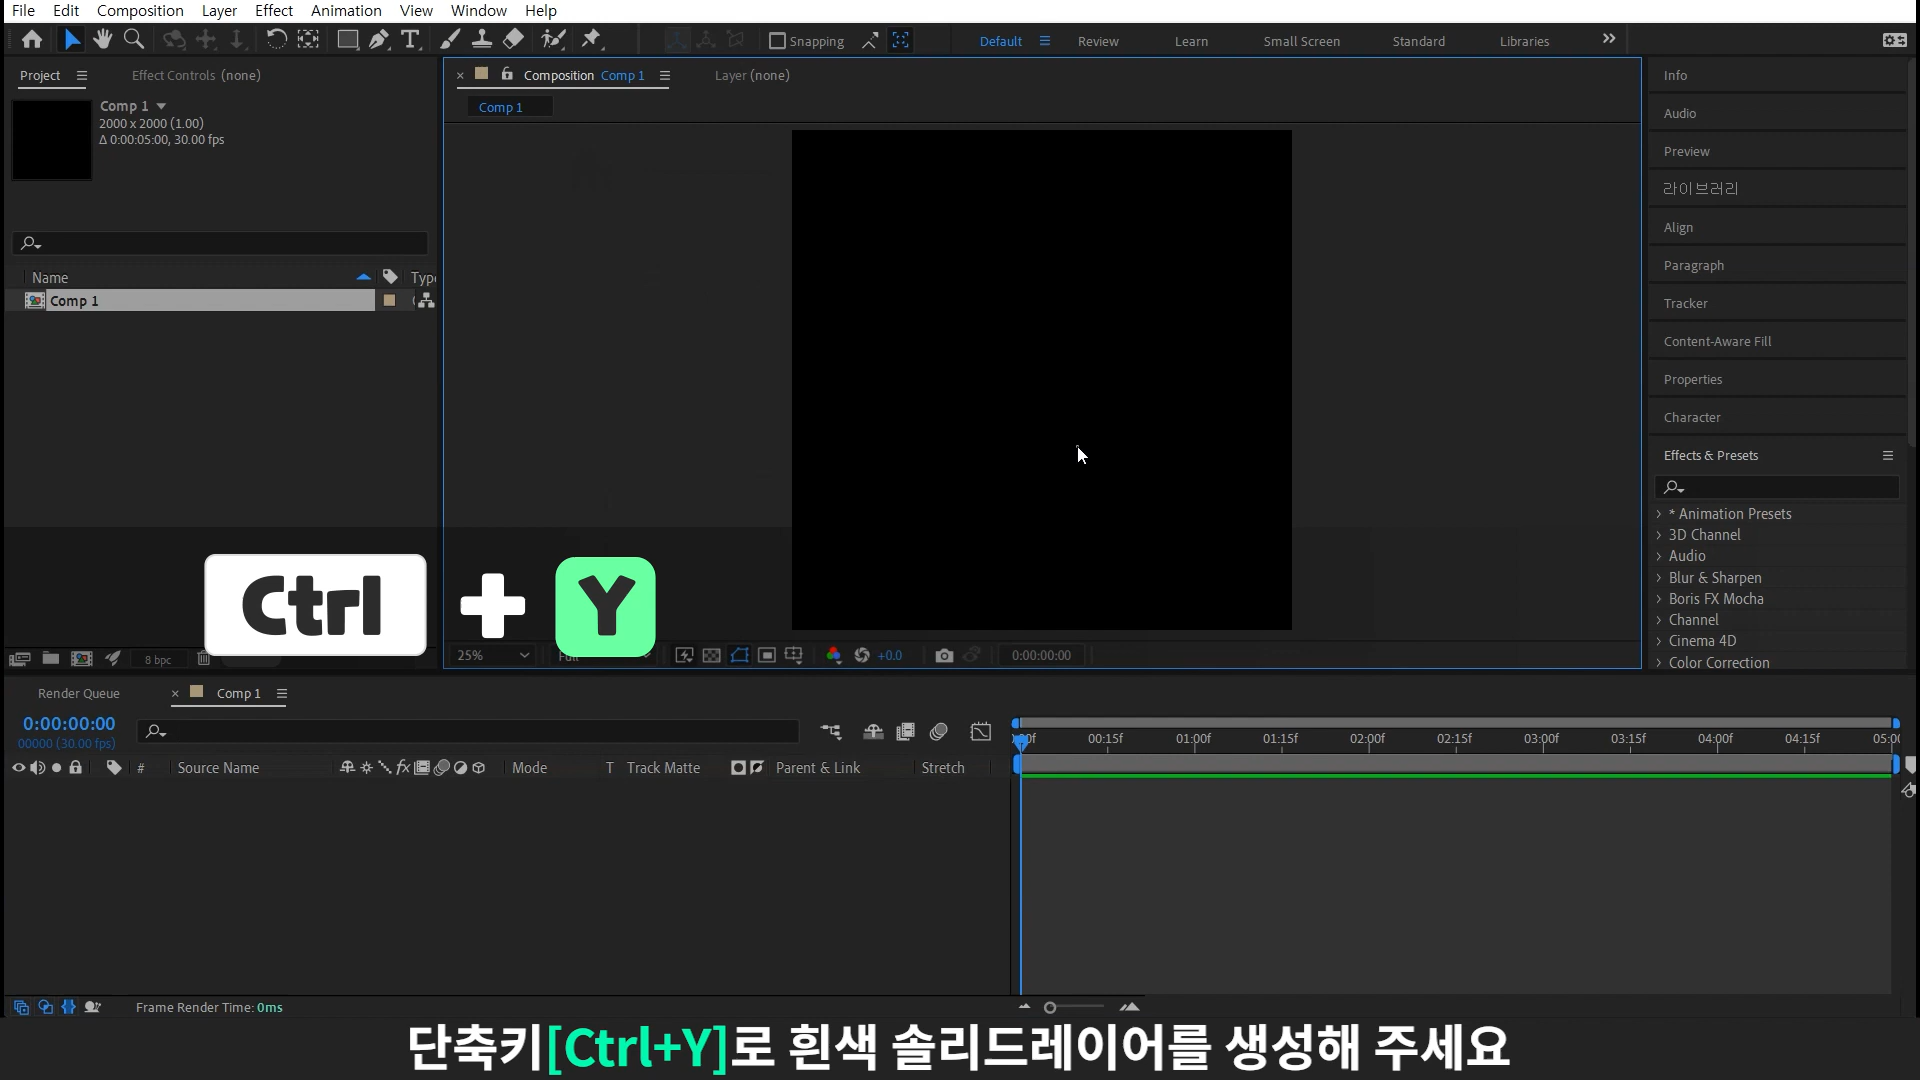 File Edit Composition Layer Effect Animation View Window Help
Snapping Default Review Learn Small Screen Standard Libraries
Project Effect Controls (none)
Comp 1
2000 x 2000 (1.00)
Δ 0:00:05:00, 30.00 fps
Name Type
Comp 1
8 bpc
Composition Comp 1 Layer (none)
Comp 1
25% Full +0.0 0:00:00:00
Info
Audio
Preview
라이브러리
Align
Paragraph
Tracker
Content-Aware Fill
Properties
Character
Effects & Presets
* Animation Presets
3D Channel
Audio
Blur & Sharpen
Boris FX Mocha
Channel
Cinema 4D
Color Correction
Ctrl + Y
Render Queue Comp 1
0:00:00:00
00000 (30.00 fps)
# Source Name fx Mode T Track Matte Parent & Link Stretch
00:15f 01:00f 01:15f 02:00f 02:15f 03:00f 03:15f 04:00f 04:15f 05:00
Frame Render Time: 0ms
단축키[Ctrl+Y]로 흰색 솔리드레이어를 생성해 주세요